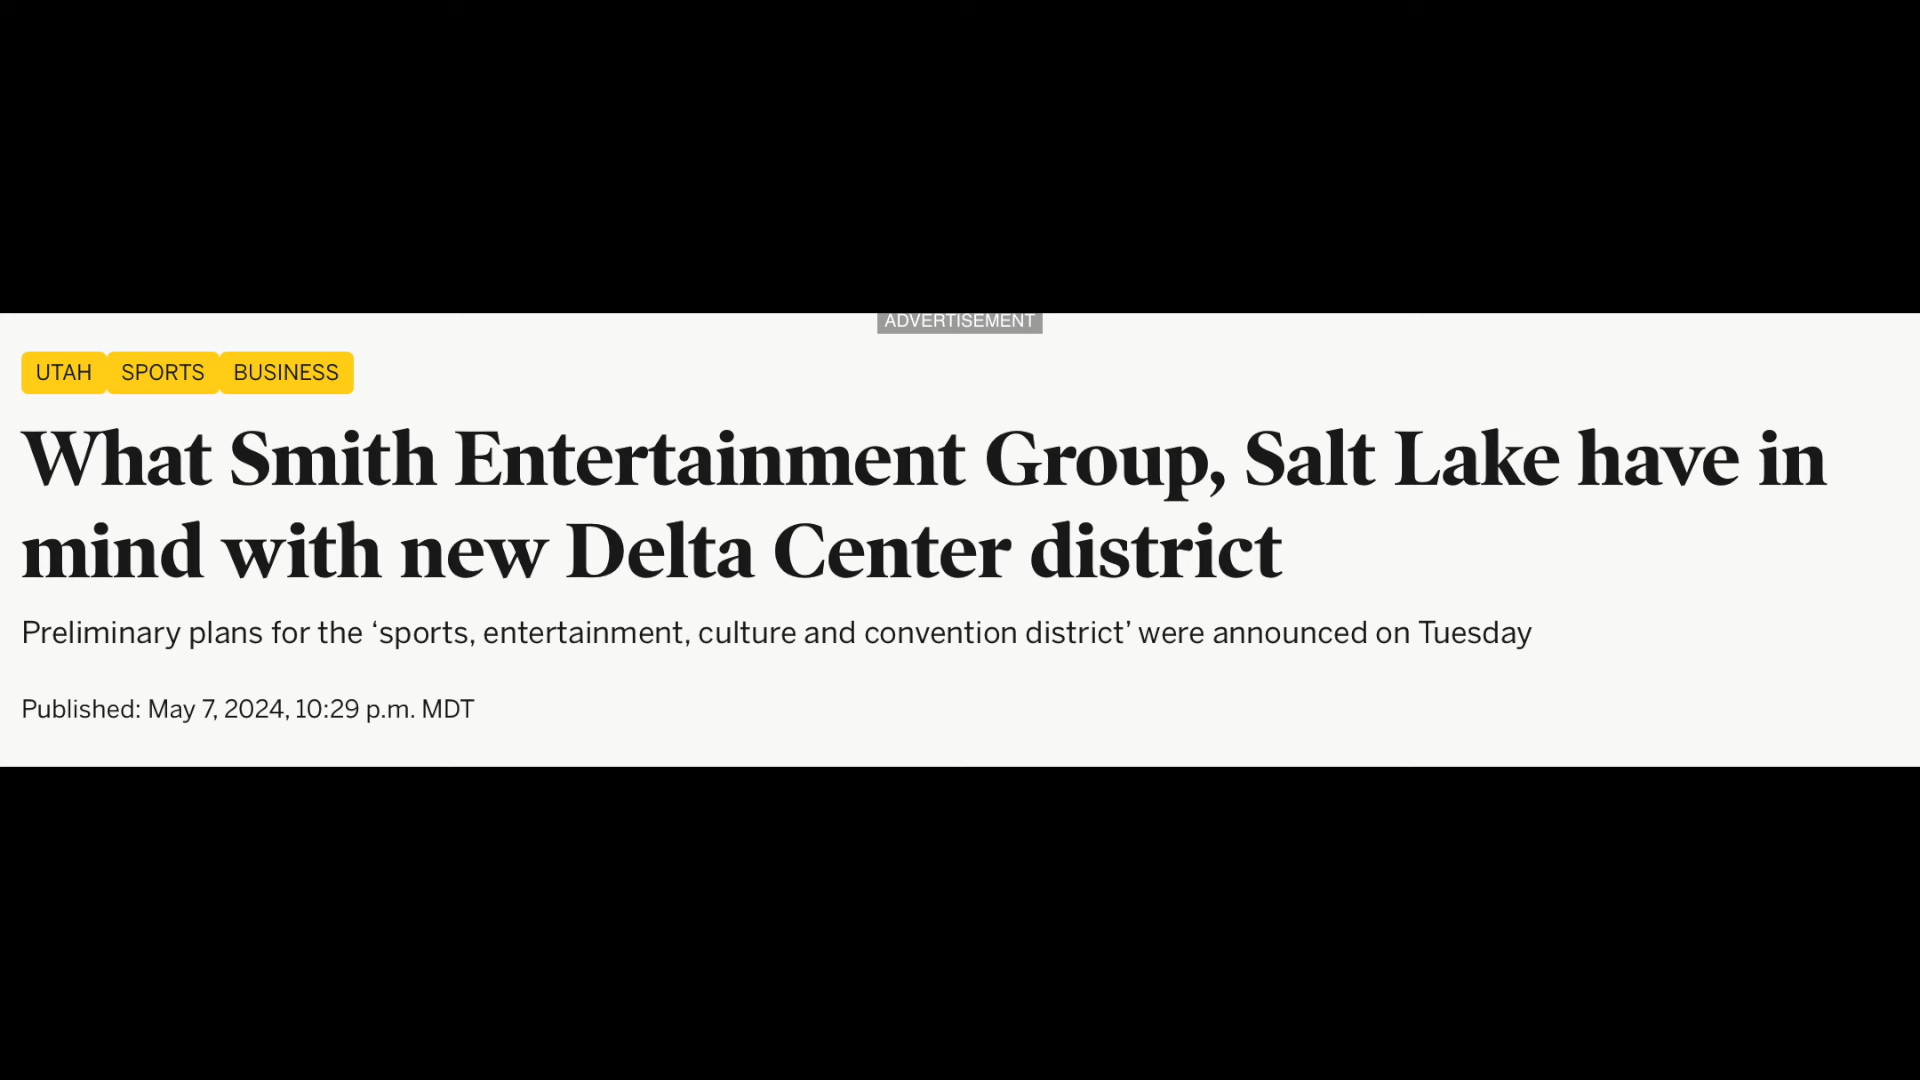 ADVERTISEMENT
UTAH SPORTS BUSINESS
What Smith Entertainment Group, Salt Lake have in
mind with new Delta Center district
Preliminary plans for the ‘sports, entertainment, culture and convention district’ were announced on Tuesday
Published: May 7, 2024, 10:29 p.m. MDT